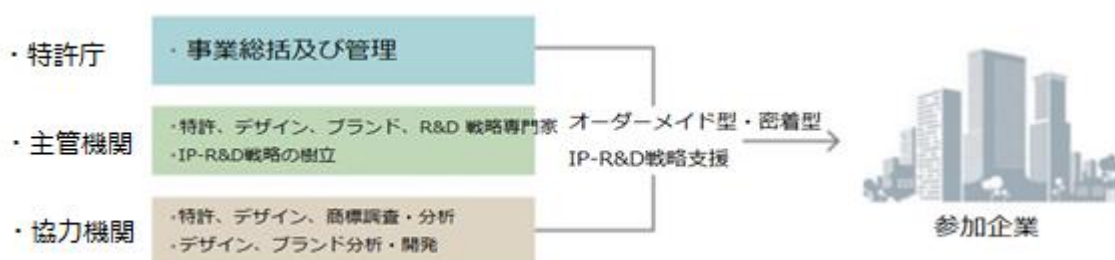 ・特許庁
・事業総括及び管理
・主管機関
・特許、デザイン、ブランド、R&D 戦略専門家
・IP-R&D戦略の樹立
・協力機関
・特許、デザイン、商標調査・分析
・デザイン、ブランド分析・開発
オーダーメイド型・密着型
IP-R&D戦略支援
参加企業